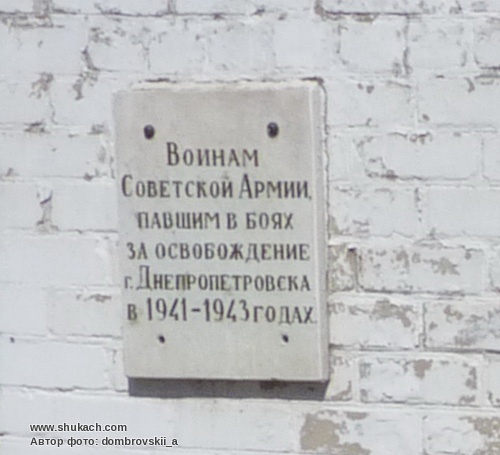 Воинам
Советской Армии,
павшим в боях
за освобождение
г. Днепропетровска
в 1941-1943 годах.
www.shukach.com
Автор фото: dombrovskii_a